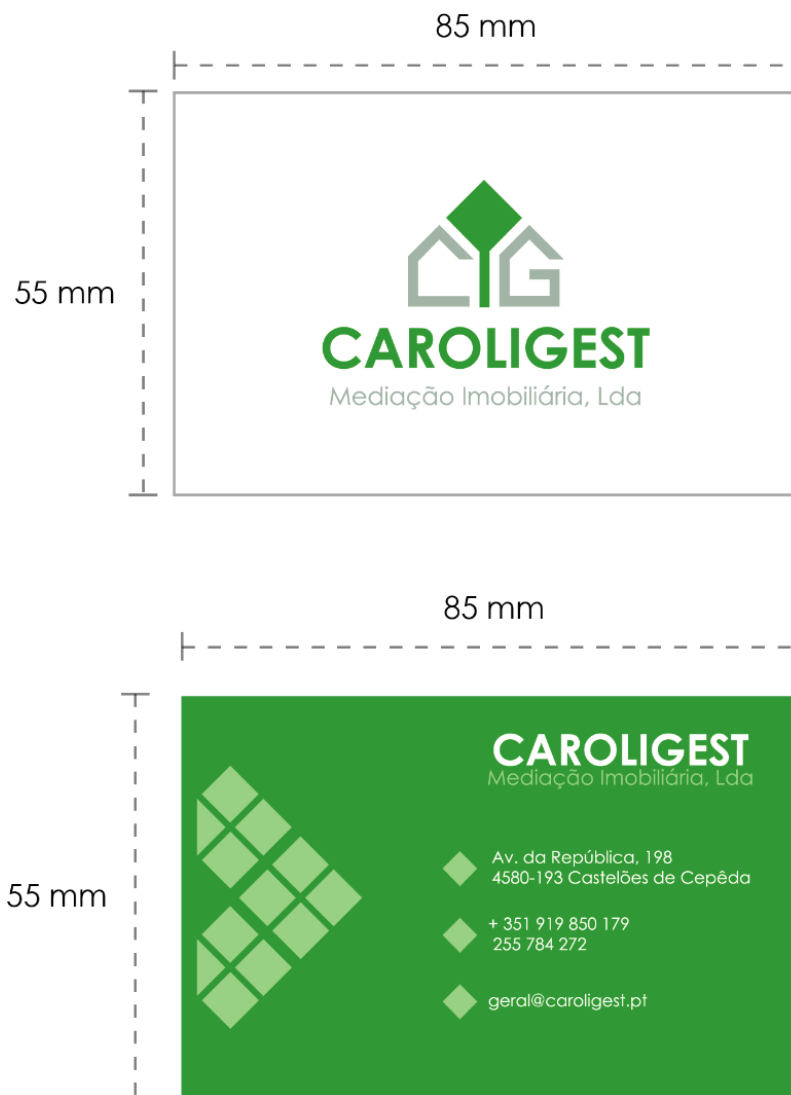 85 mm
55 mm
CYG
CAROLIGEST
Mediação Imobiliária, Lda
85 mm
55 mm
CAROLIGEST
Mediação Imobiliária, Lda
Av. da República, 198
4580-193 Castelões de Cepêda
+ 351 919 850 179
255 784 272
geral@caroligest.pt